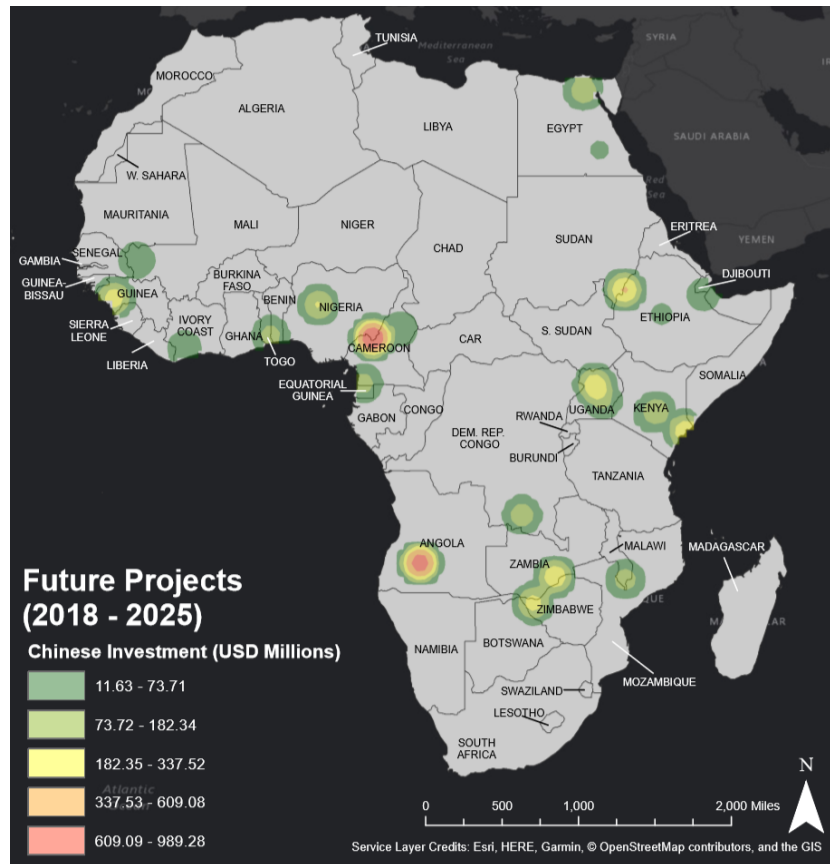 TUNISIA
Mediterranean
Sea
SYRIA
MOROCCO
MO
ALGERIA
LIBYA
EGYPT
SAUDI ARABIA
W. SAHARA
Red
Sea
MAURITANIA
MALI
NIGER
CHAD
SUDAN
ERITREA
YEMEN
SENEGAL
GAMBIA
GUINEA-
BISSAU
GUINEA
BURKINA
FASO
BENIN
NIGERIA
DJIBOUTI
ETHIOPIA
SIERRA
LEONE
IVORY
COAST
GHANA
LIBERIA
TOGO
CAMEROON
CAR
S. SUDAN
SOMALIA
EQUATORIAL
GUINEA
GABON
CONGO
DEM. REP.
CONGO
RWANDA
UGANDA
KENYA
BURUNDI
TANZANIA
ANGOLA
ZAMBIA
MALAWI
MADAGASCAR
ZIMBABWE
QUE
NAMIBIA
BOTSWANA
MOZAMBIQUE
SWAZILAND
LESOTHO
SOUTH
AFRICA
Future Projects
(2018 - 2025)
Chinese Investment (USD Millions)
11.63 - 73.71
73.72 - 182.34
182.35 - 337.52
337.53 - 609.08
609.09 - 989.28
Atlantic
N
0 500 1,000 2,000 Miles
Service Layer Credits: Esri, HERE, Garmin, © OpenStreetMap contributors, and the GIS